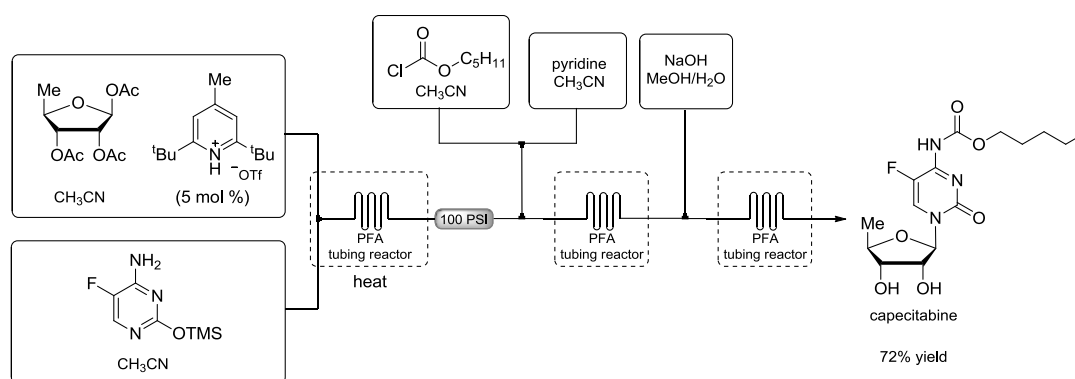 Me
O
OAc
OAc
OAc
CH3CN
Me
tBu
N+
H
tBu
−OTf
(5 mol %)
NH2
F
N
N
OTMS
CH3CN
O
Cl
O
C5H11
CH3CN
pyridine
CH3CN
NaOH
MeOH/H2O
PFA
tubing reactor
heat
100 PSI
PFA
tubing reactor
PFA
tubing reactor
O
NH
O
F
N
N
O
Me
O
OH
OH
capecitabine
72% yield